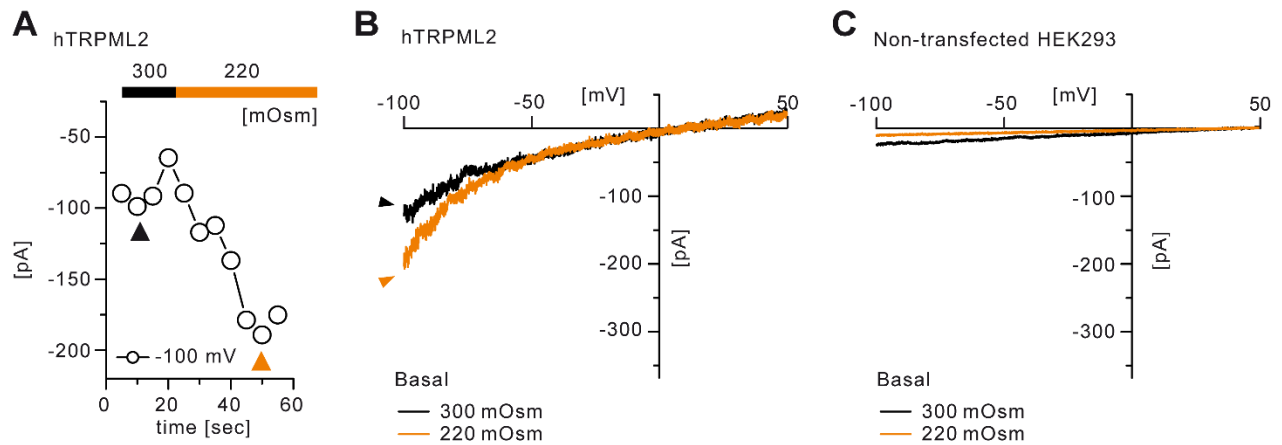 A
hTRPML2
300 220
[mOsm]
-50
-100
-150
-200
[pA]
-100 mV
0 20 40 60
time [sec]
B
hTRPML2
-100 -50 [mV] 50
-100
-200
-300
[pA]
Basal
300 mOsm
220 mOsm
C
Non-transfected HEK293
-100 -50 [mV] 50
-100
-200
-300
[pA]
300 mOsm
220 mOsm
Basal